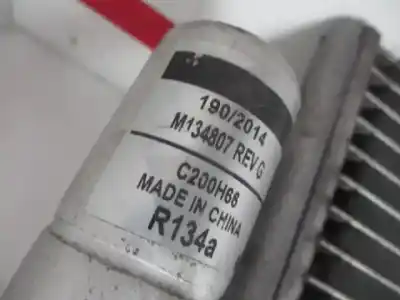 190/2014
M134807 REV G
C200H66
MADE IN CHINA
R134a